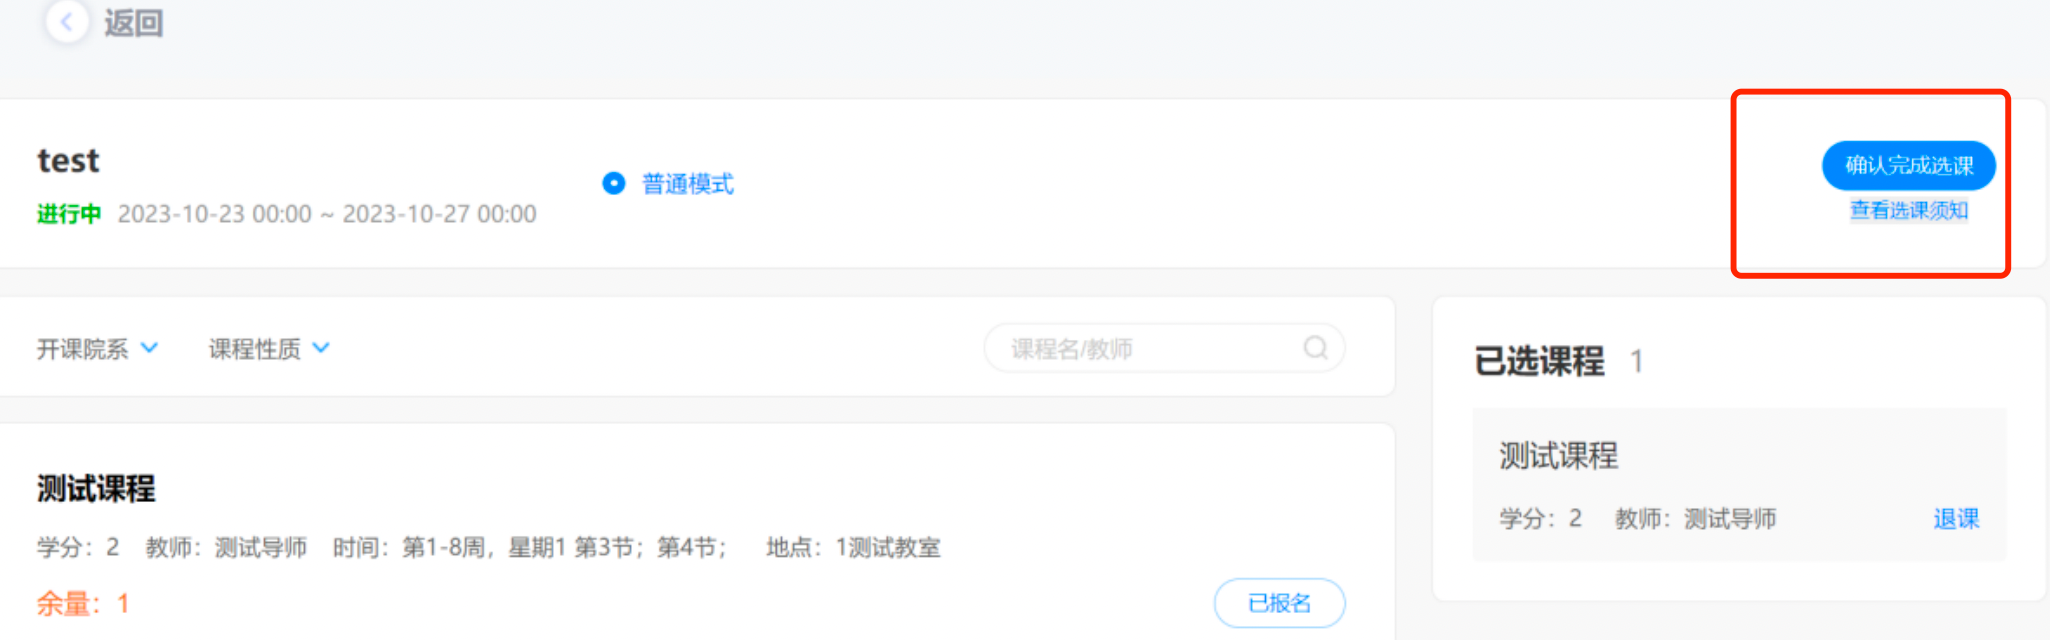 返回
test
进行中 2023-10-23 00:00 ~ 2023-10-27 00:00
普通模式
确认完成选课
查看选课须知
开课院系 课程性质 课程名/教师
测试课程
学分：2 教师：测试导师 时间：第1-8周，星期1 第3节；第4节； 地点：1测试教室
余量：1
已报名
已选课程 1
测试课程
学分：2 教师：测试导师 退课